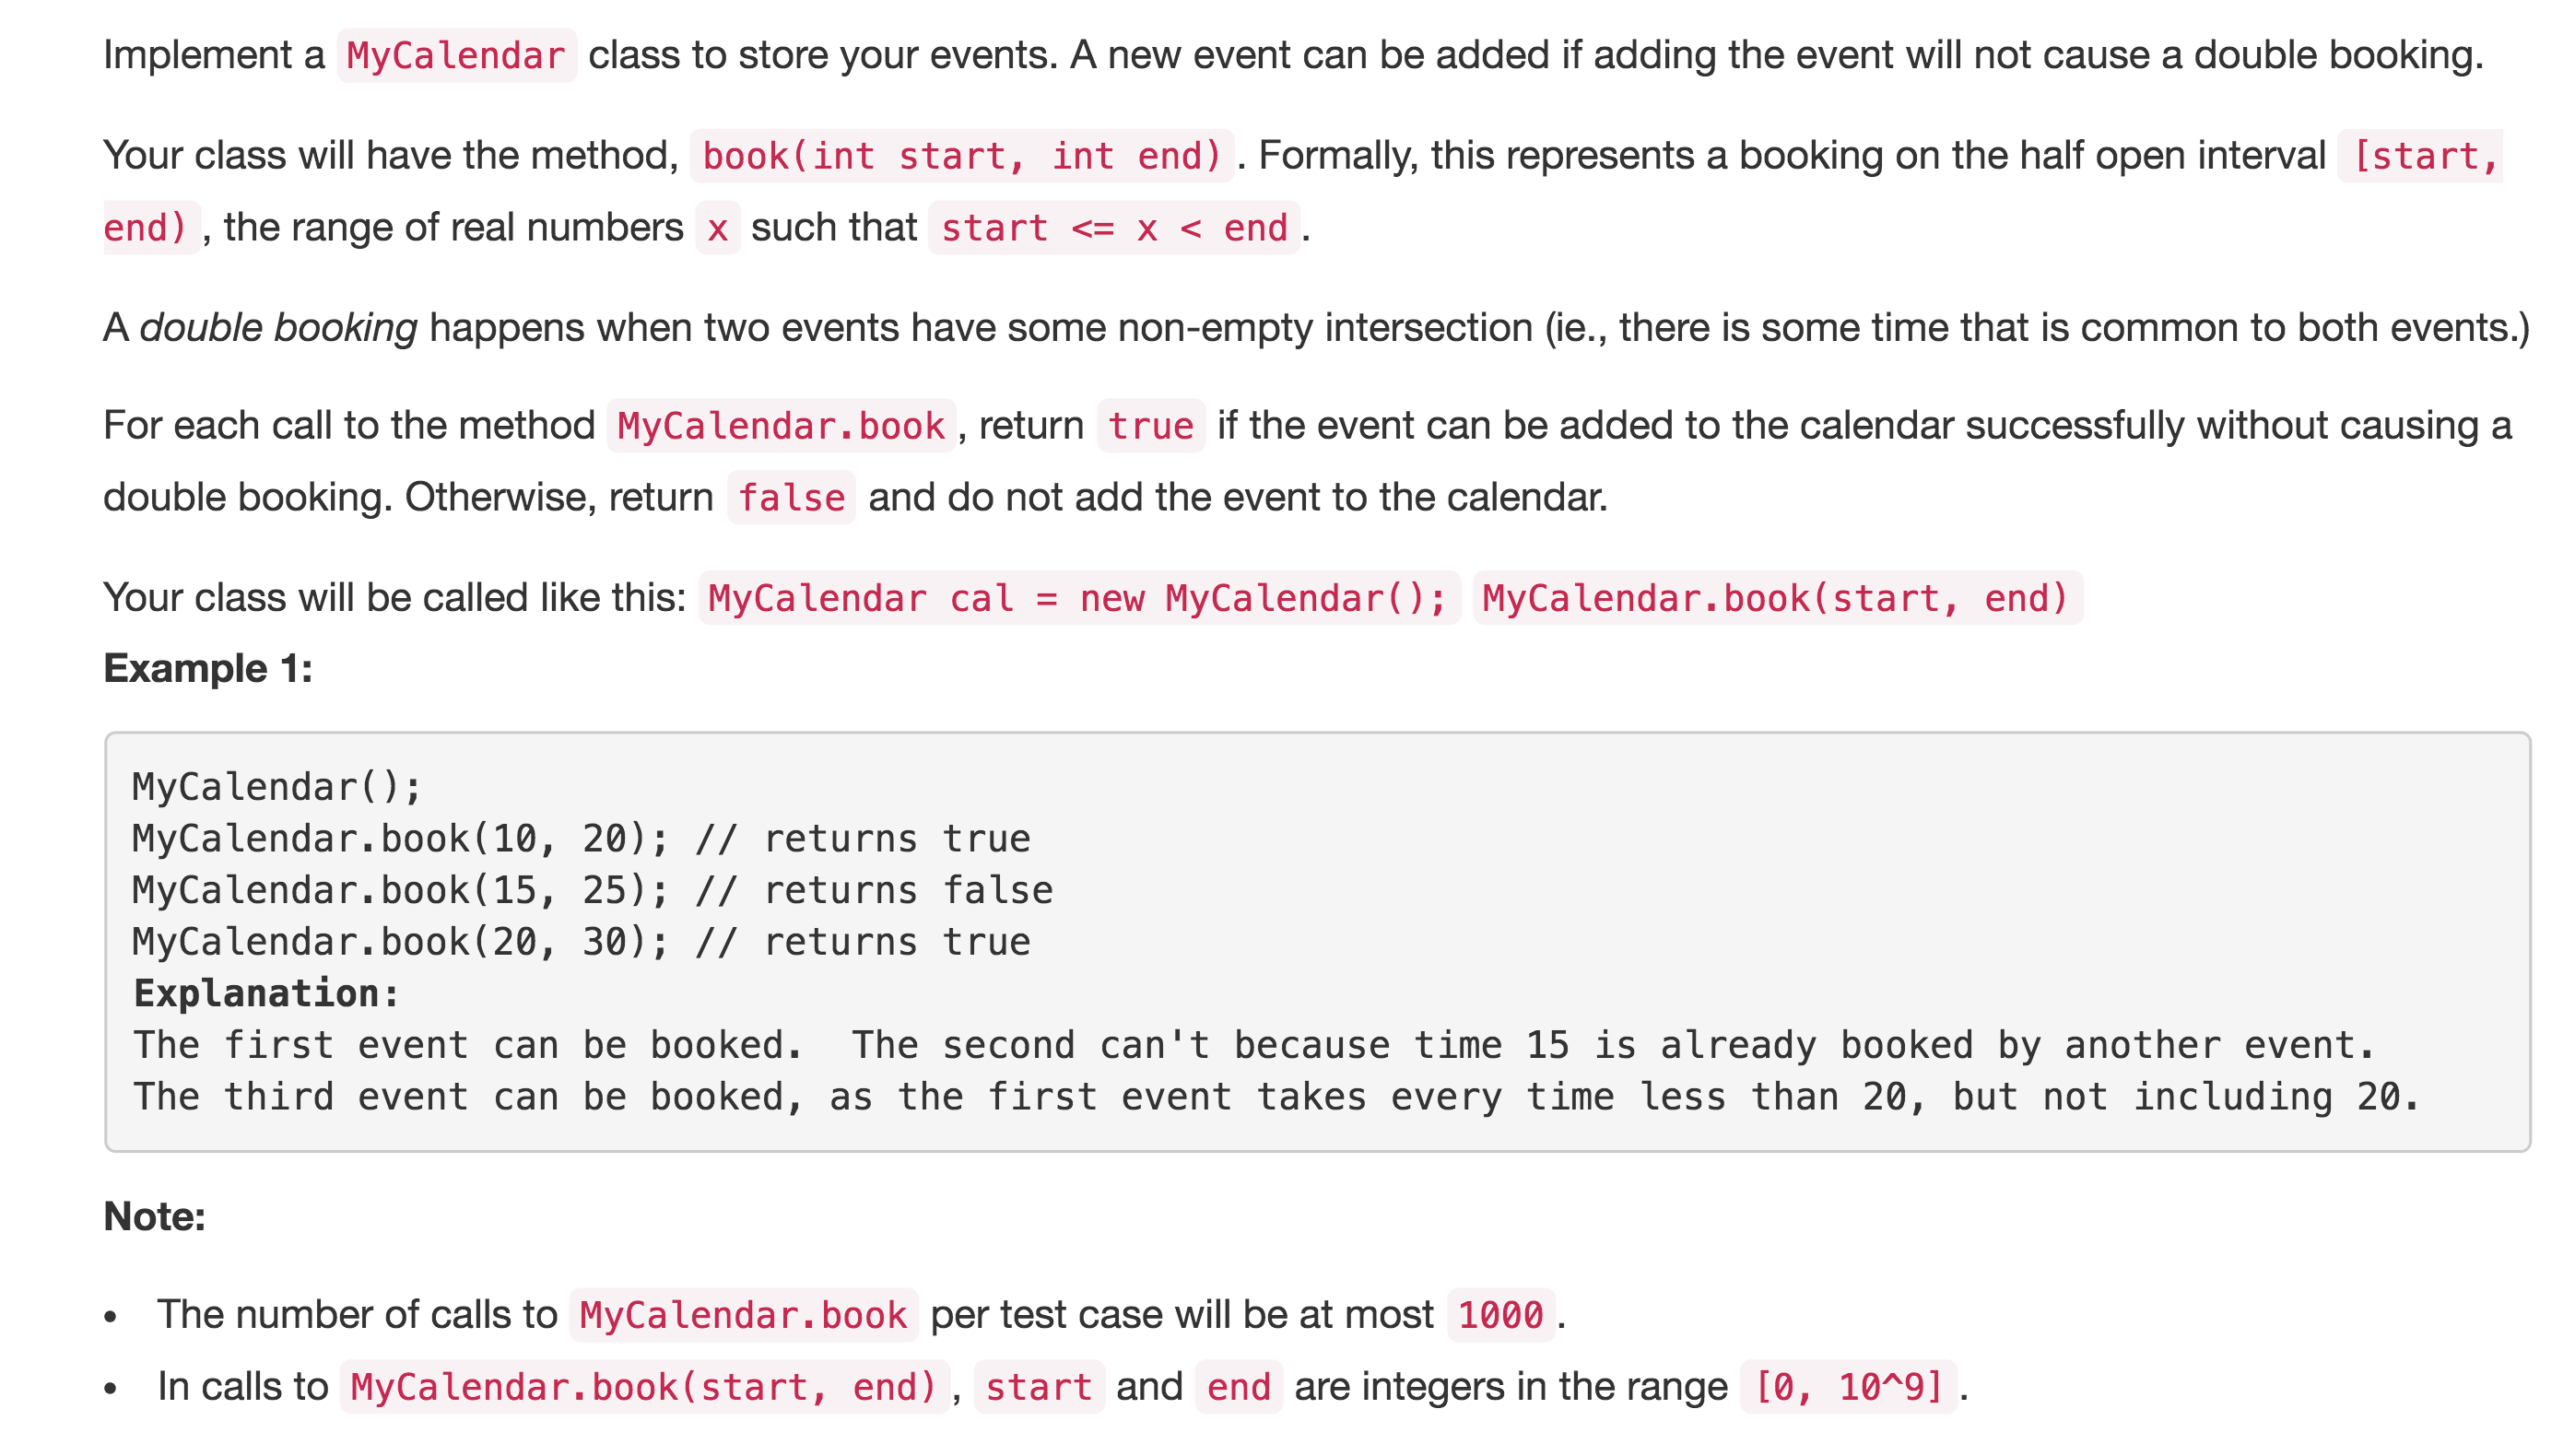 Implement a MyCalendar class to store your events. A new event can be added if adding the event will not cause a double booking.
Your class will have the method, book(int start, int end). Formally, this represents a booking on the half open interval [start,
end), the range of real numbers x such that start <= x < end.
A double booking happens when two events have some non-empty intersection (ie., there is some time that is common to both events.)
For each call to the method MyCalendar.book, return true if the event can be added to the calendar successfully without causing a
double booking. Otherwise, return false and do not add the event to the calendar.
Your class will be called like this: MyCalendar cal = new MyCalendar(); MyCalendar.book(start, end)
Example 1:
MyCalendar();
MyCalendar.book(10, 20); // returns true
MyCalendar.book(15, 25); // returns false
MyCalendar.book(20, 30); // returns true
Explanation:
The first event can be booked.  The second can't because time 15 is already booked by another event.
The third event can be booked, as the first event takes every time less than 20, but not including 20.
Note:
• The number of calls to MyCalendar.book per test case will be at most 1000.
• In calls to MyCalendar.book(start, end), start and end are integers in the range [0, 10^9].